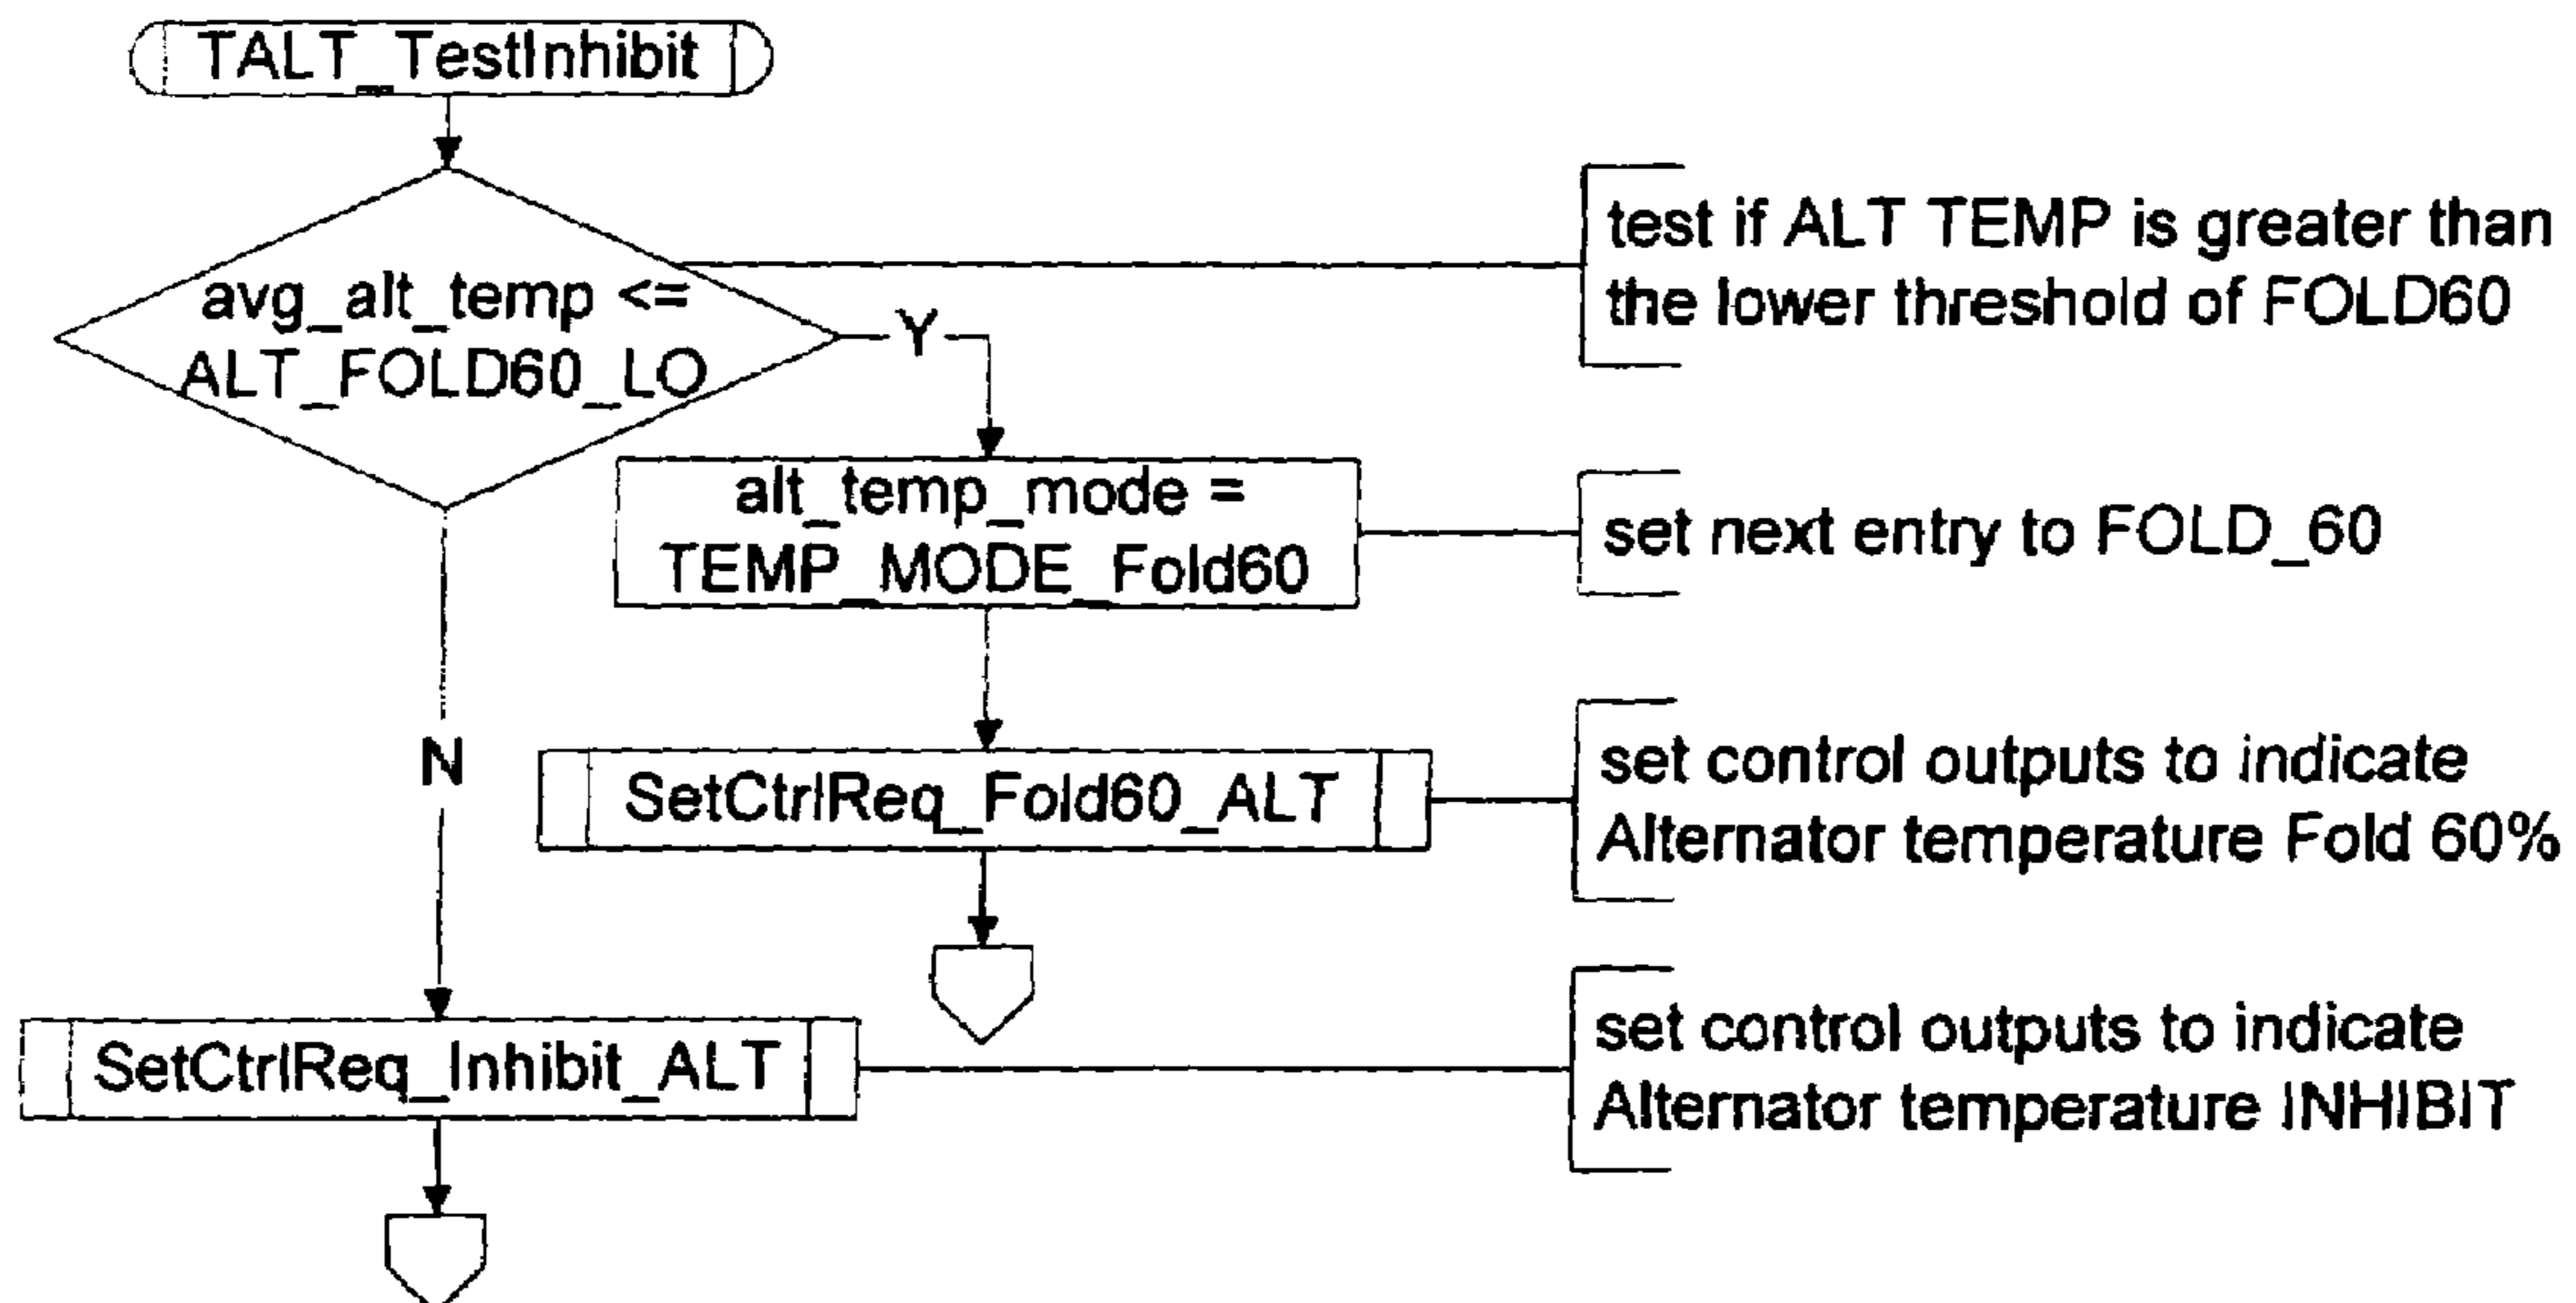 TALT_TestInhibit
avg_alt_temp <=
ALT_FOLD60_LO
Y
test if ALT TEMP is greater than
the lower threshold of FOLD60
alt_temp_mode =
TEMP_MODE_Fold60
set next entry to FOLD_60
N
SetCtrlReq_Fold60_ALT
set control outputs to indicate
Alternator temperature Fold 60%
SetCtrlReq_Inhibit_ALT
set control outputs to indicate
Alternator temperature INHIBIT